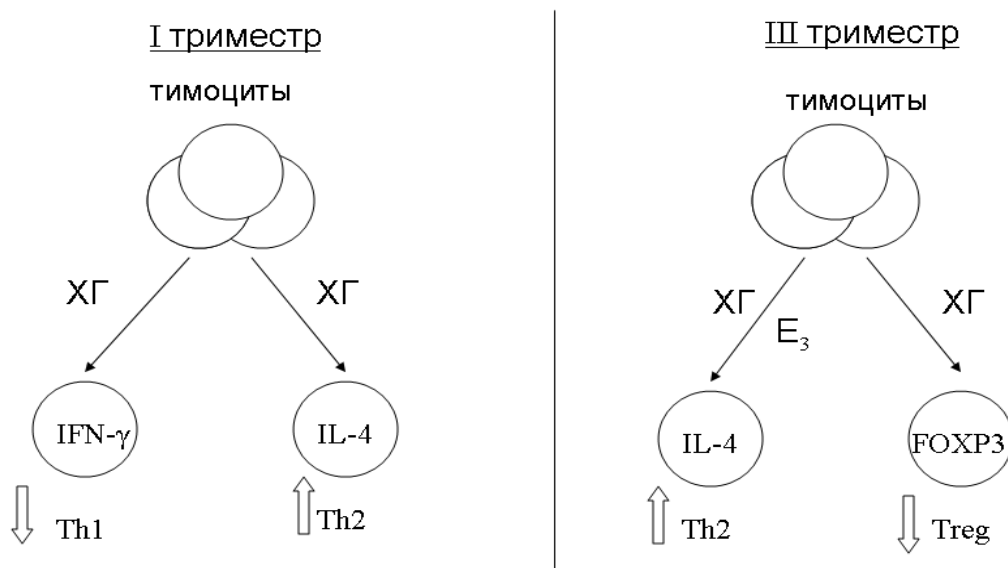 I триместр
тимоциты
ХГ
ХГ
IFN-γ
IL-4
Th1
Th2
III триместр
тимоциты
ХГ
ХГ
E₃
IL-4
FOXP3
Th2
Treg